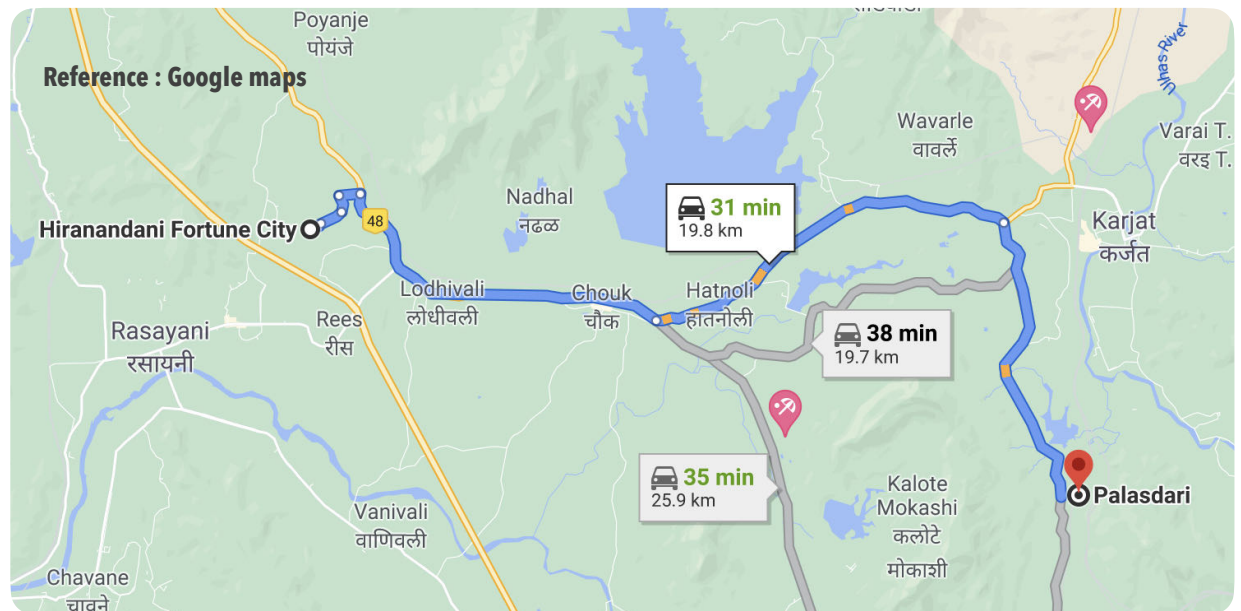 Poyanje
पोयंजे
Reference : Google maps
Ulhas River
Wavarle
वावर्ले
Varai T.
वरइ T.
Nadhal
नढळ
31 min
19.8 km
Hiranandani Fortune City
48
Karjat
कर्जत
Lodhivali
लोधीवली
Chouk
चौक
Hatnoli
हातनोली
Rees
रीस
Rasayani
रसायनी
38 min
19.7 km
35 min
25.9 km
Kalote
Mokashi
कलोटे
मोकाशी
Palasdari
Vanivali
वाणिवली
Chavane
चावने